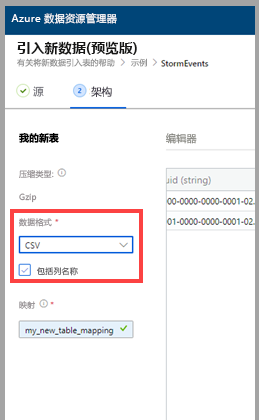 Azure 数据资源管理器
引入新数据(预览版)
有关将新数据引入表的帮助 > 示例 > StormEvents
源 2 架构
我的新表 编辑器
压缩类型:
Gzip
uid (string)
00-0000-0000-0001-02.
01-0000-0000-0001-02.
数据格式 *
CSV
包括列名称
映射 *
my_new_table_mapping